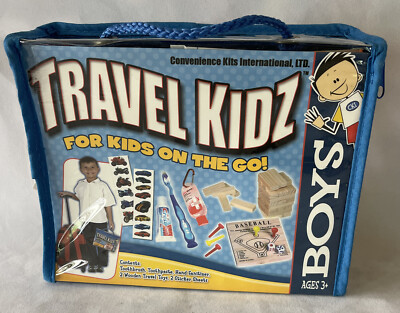 Convenience Kits International, LTD.
TRAVEL KIDZ™
FOR KIDS ON THE GO!
BOYS
AGES 3+
BASEBALL
Contents:
Toothbrush, Toothpaste, Hand Sanitizer
2 Wooden Travel Toys, 2 Sticker Sheets